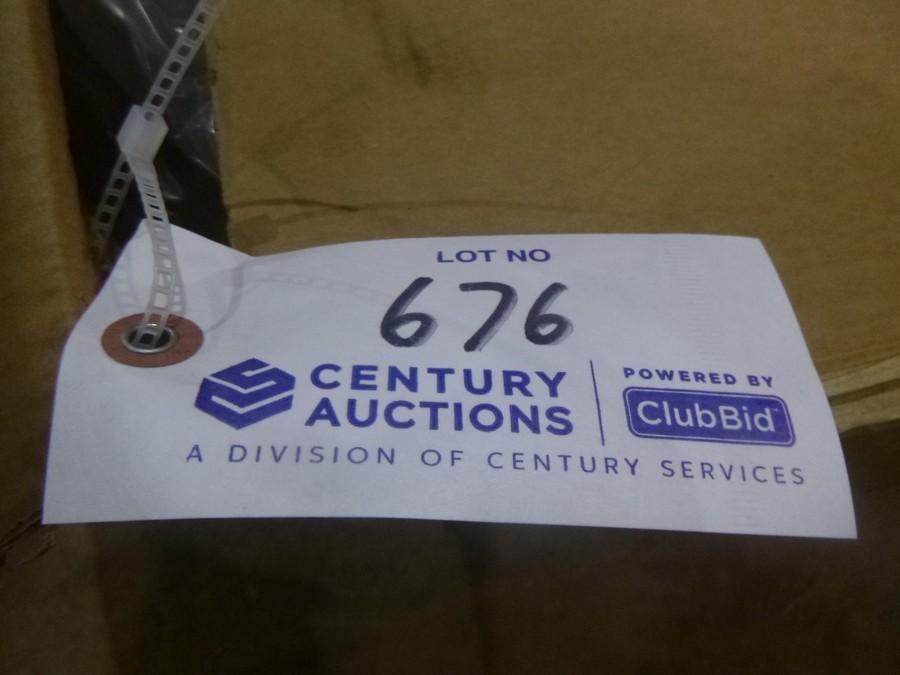 LOT NO
676
CENTURY
AUCTIONS
POWERED BY
ClubBid
A DIVISION OF CENTURY SERVICES